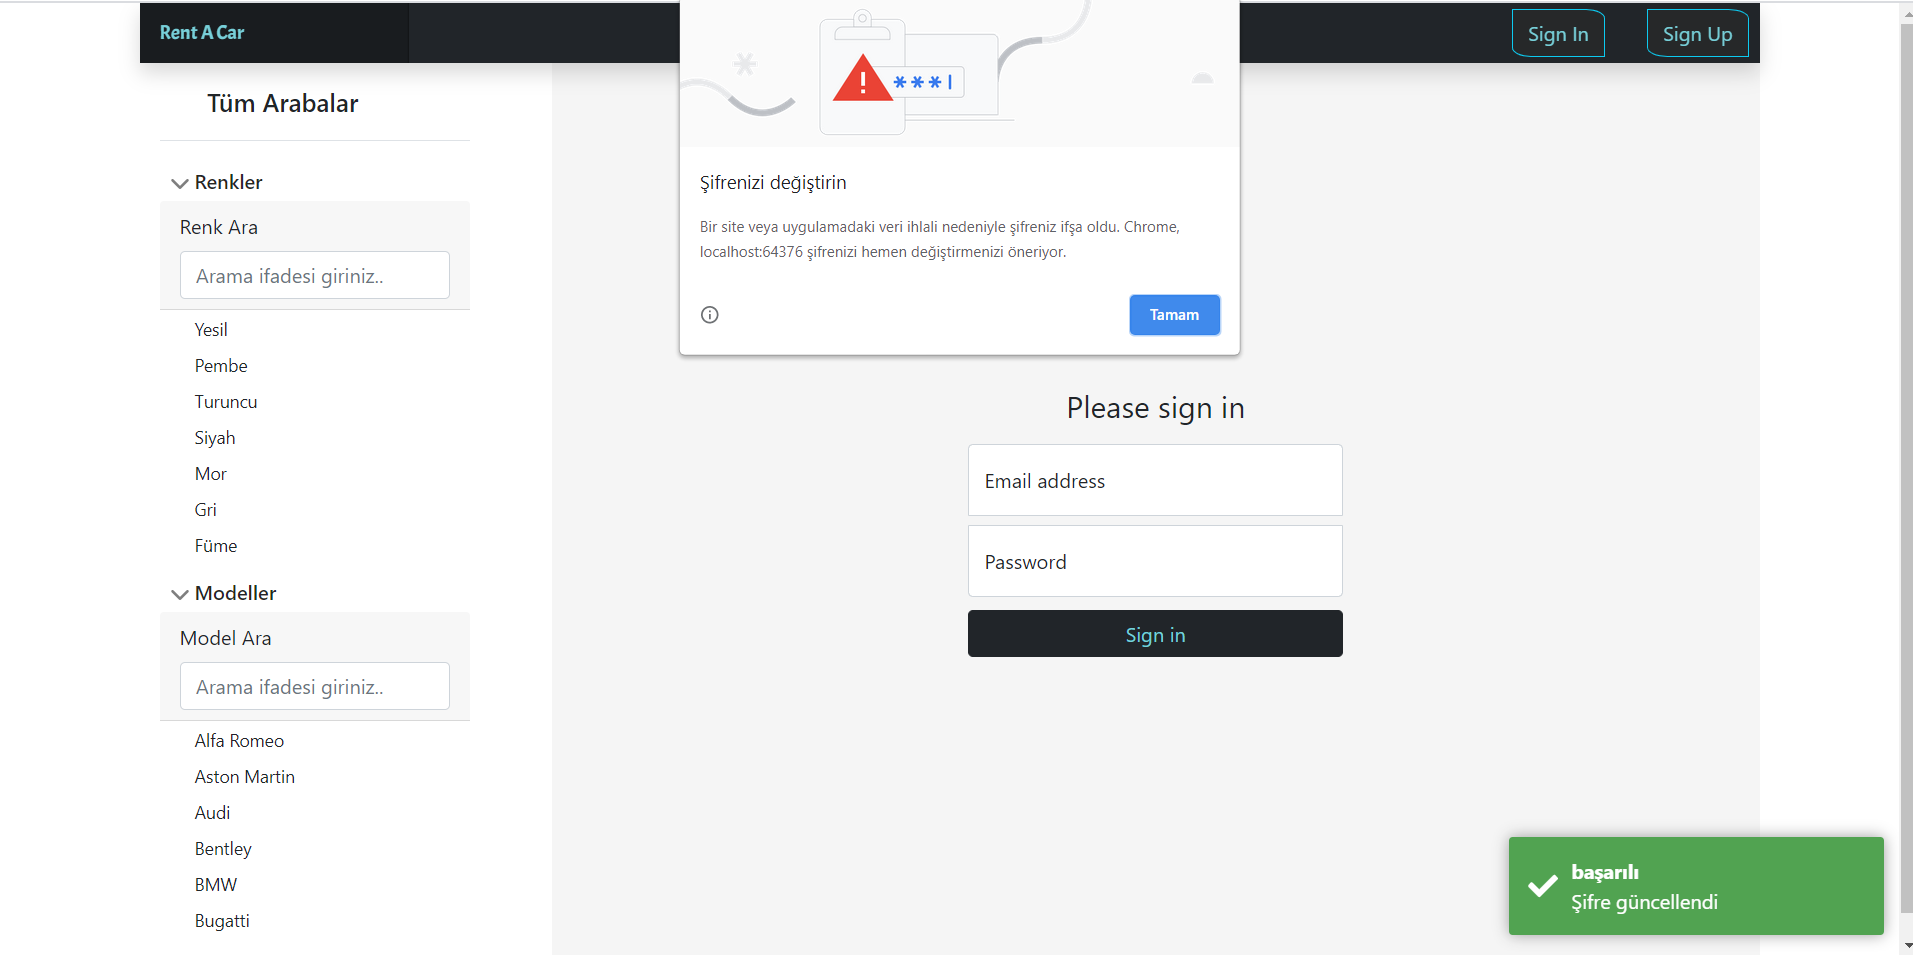 Rent A Car
Sign In
Sign Up
Tüm Arabalar
Renkler
Renk Ara
Arama ifadesi giriniz..
Yesil
Pembe
Turuncu
Siyah
Mor
Gri
Füme
Modeller
Model Ara
Arama ifadesi giriniz..
Alfa Romeo
Aston Martin
Audi
Bentley
BMW
Bugatti
***|
Şifrenizi değiştirin
Bir site veya uygulamadaki veri ihlali nedeniyle şifreniz ifşa oldu. Chrome,
localhost:64376 şifrenizi hemen değiştirmenizi öneriyor.
Tamam
Please sign in
Email address
Password
Sign in
başarılı
Şifre güncellendi